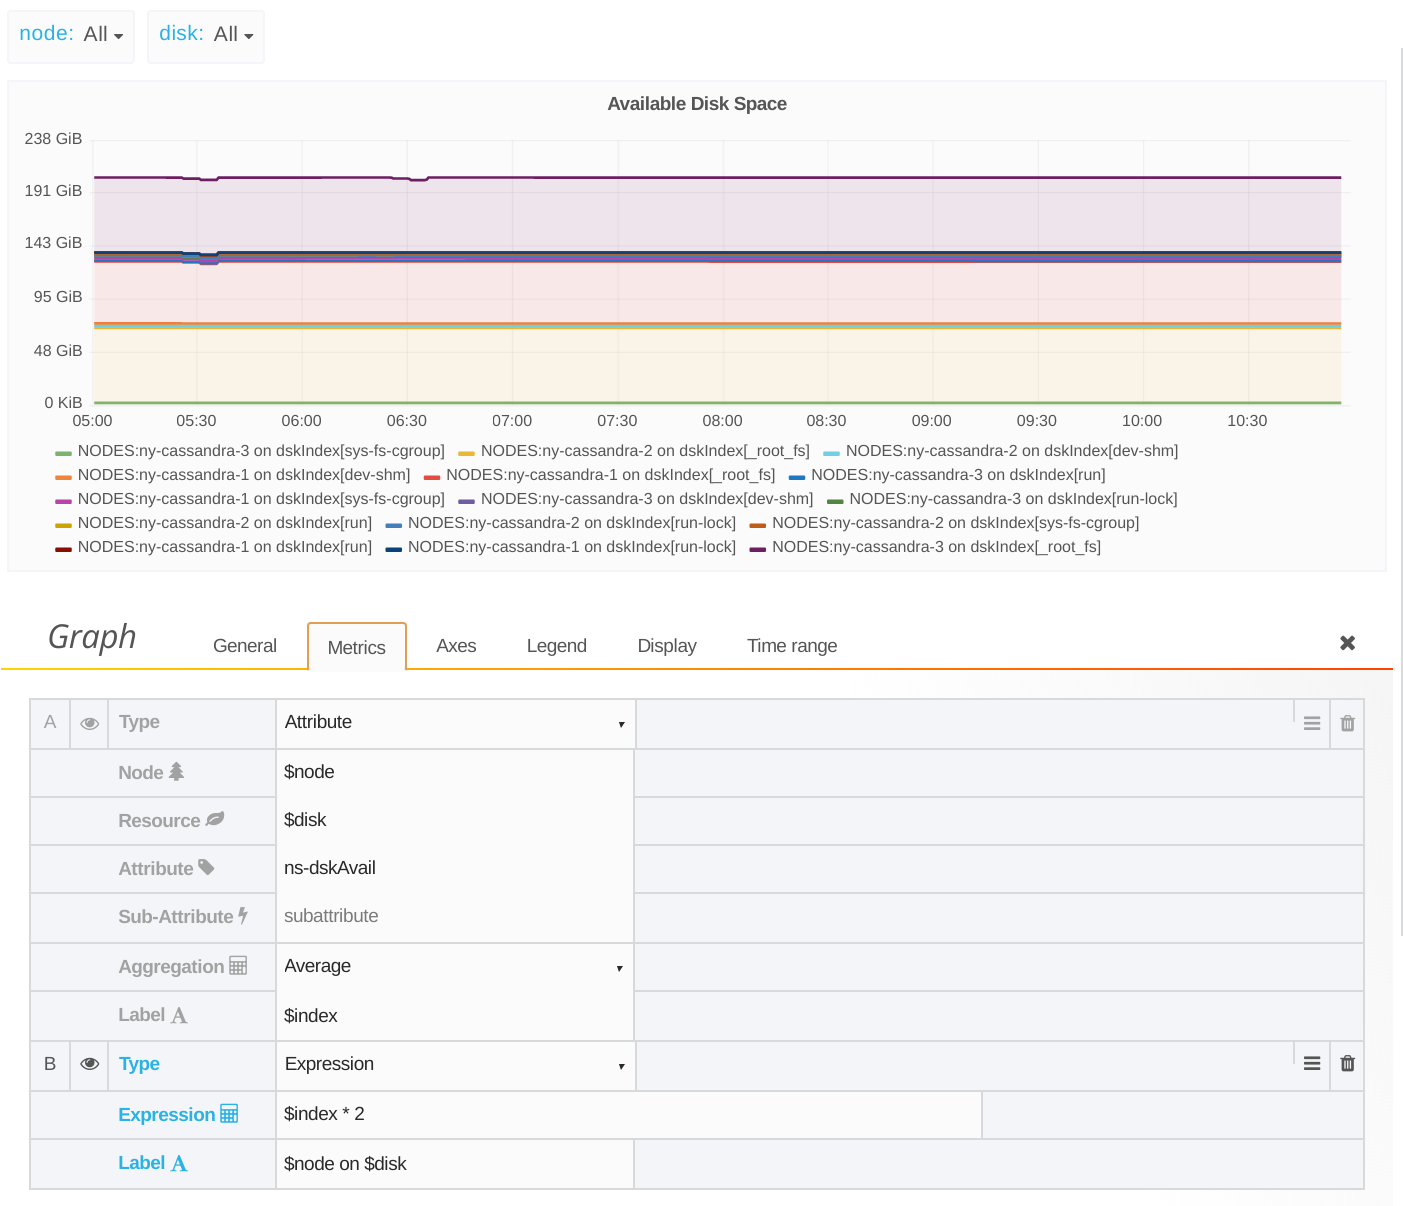 node: All disk: All
Available Disk Space
238 GiB
191 GiB
143 GiB
95 GiB
48 GiB
0 KiB
05:00 05:30 06:00 06:30 07:00 07:30 08:00 08:30 09:00 09:30 10:00 10:30
NODES:ny-cassandra-3 on dskIndex[sys-fs-cgroup] NODES:ny-cassandra-2 on dskIndex[_root_fs] NODES:ny-cassandra-2 on dskIndex[dev-shm]
NODES:ny-cassandra-1 on dskIndex[dev-shm] NODES:ny-cassandra-1 on dskIndex[_root_fs] NODES:ny-cassandra-3 on dskIndex[run]
NODES:ny-cassandra-1 on dskIndex[sys-fs-cgroup] NODES:ny-cassandra-3 on dskIndex[dev-shm] NODES:ny-cassandra-3 on dskIndex[run-lock]
NODES:ny-cassandra-2 on dskIndex[run] NODES:ny-cassandra-2 on dskIndex[run-lock] NODES:ny-cassandra-2 on dskIndex[sys-fs-cgroup]
NODES:ny-cassandra-1 on dskIndex[run] NODES:ny-cassandra-1 on dskIndex[run-lock] NODES:ny-cassandra-3 on dskIndex[_root_fs]
Graph General Metrics Axes Legend Display Time range
A Type Attribute
Node $node
Resource $disk
Attribute ns-dskAvail
Sub-Attribute subattribute
Aggregation Average
Label $index
B Type Expression
Expression $index * 2
Label $node on $disk